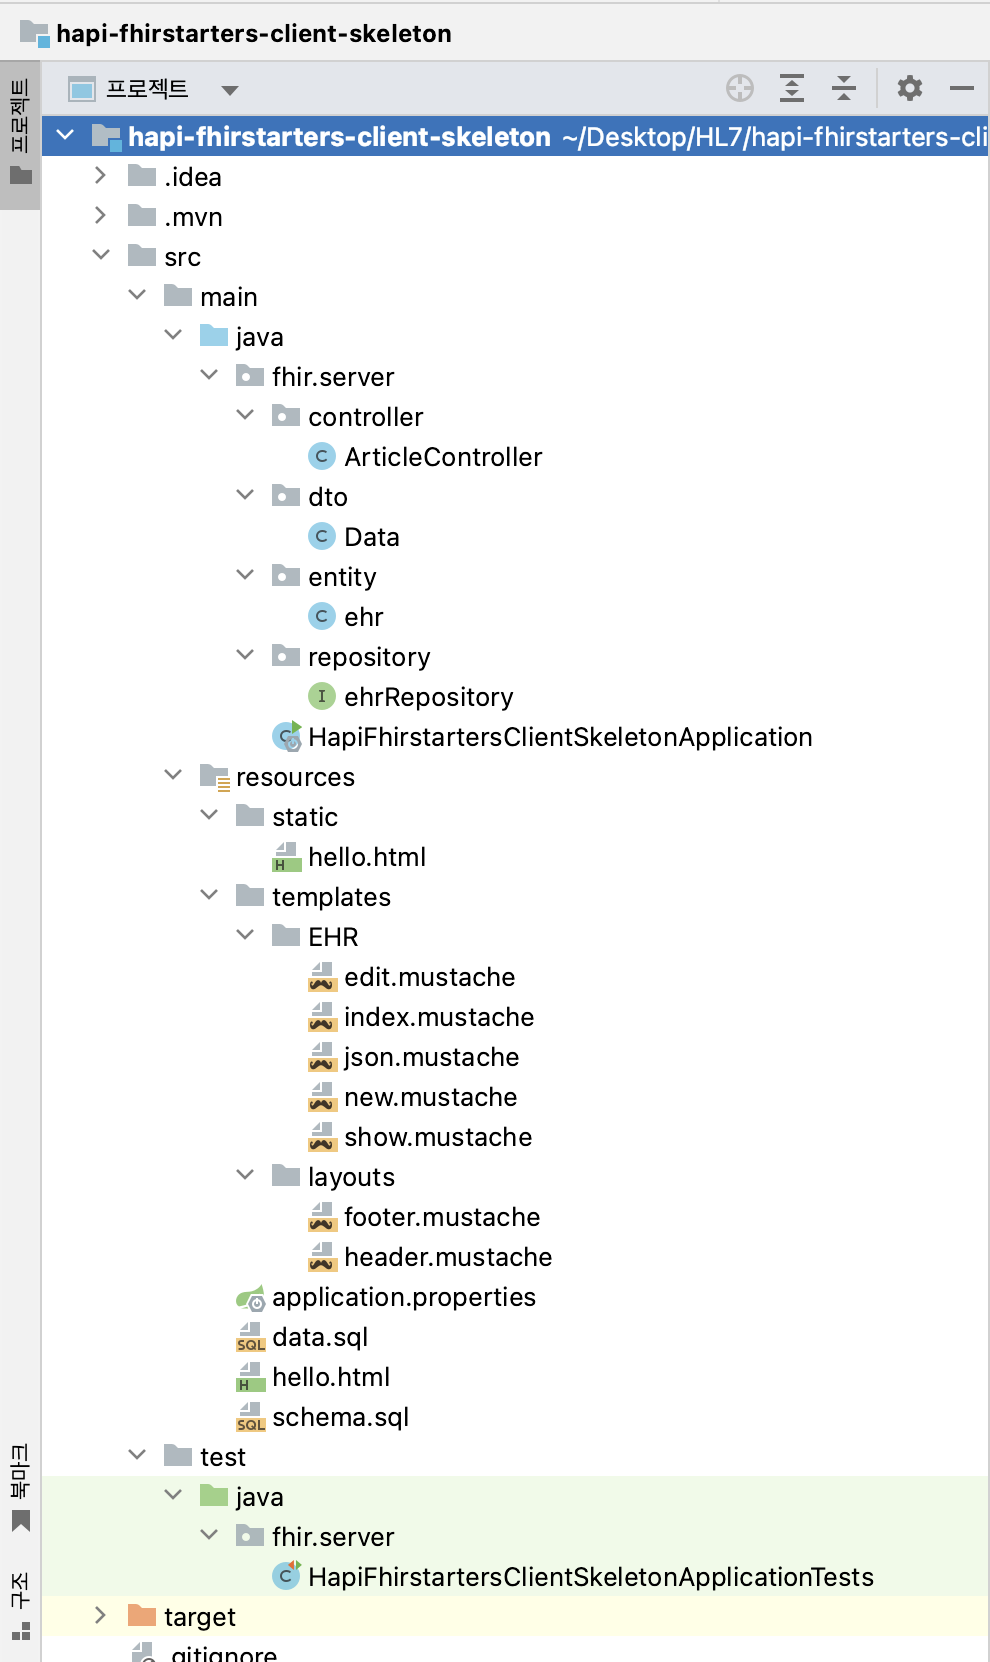 hapi-fhirstarters-client-skeleton
프로젝트
프로젝트
hapi-fhirstarters-client-skeleton ~/Desktop/HL7/hapi-fhirstarters-cli
.idea
.mvn
src
main
java
fhir.server
controller
C ArticleController
dto
C Data
entity
C ehr
repository
I ehrRepository
C HapiFhirstartersClientSkeletonApplication
resources
static
H hello.html
templates
EHR
edit.mustache
index.mustache
json.mustache
new.mustache
show.mustache
layouts
footer.mustache
header.mustache
application.properties
SQL data.sql
H hello.html
SQL schema.sql
북마크
test
java
fhir.server
구조
C HapiFhirstartersClientSkeletonApplicationTests
target
.gitignore